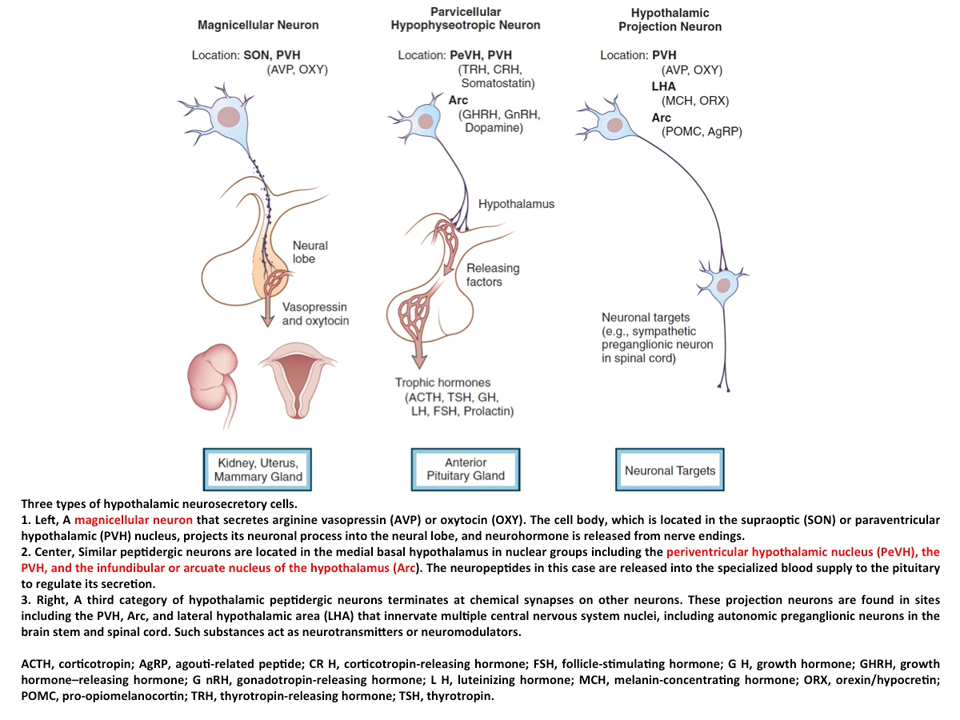 Magnicellular Neuron
Location: SON, PVH
(AVP, OXY)
Neural
lobe
Vasopressin
and oxytocin
Kidney, Uterus,
Mammary Gland
Parvicellular
Hypophyseotropic Neuron
Location: PeVH, PVH
(TRH, CRH,
Somatostatin)
Arc
(GHRH, GnRH,
Dopamine)
Hypothalamus
Releasing
factors
Trophic hormones
(ACTH, TSH, GH,
LH, FSH, Prolactin)
Anterior
Pituitary Gland
Hypothalamic
Projection Neuron
Location: PVH
(AVP, OXY)
LHA
(MCH, ORX)
Arc
(POMC, AgRP)
Neuronal targets
(e.g., sympathetic
preganglionic neuron
in spinal cord)
Neuronal Targets
Three types of hypothalamic neurosecretory cells.
1. Left, A magnicellular neuron that secretes arginine vasopressin (AVP) or oxytocin (OXY). The cell body, which is located in the supraoptic (SON) or paraventricular
hypothalamic (PVH) nucleus, projects its neuronal process into the neural lobe, and neurohormone is released from nerve endings.
2. Center, Similar peptidergic neurons are located in the medial basal hypothalamus in nuclear groups including the periventricular hypothalamic nucleus (PeVH), the
PVH, and the infundibular or arcuate nucleus of the hypothalamus (Arc). The neuropeptides in this case are released into the specialized blood supply to the pituitary
to regulate its secretion.
3. Right, A third category of hypothalamic peptidergic neurons terminates at chemical synapses on other neurons. These projection neurons are found in sites
including the PVH, Arc, and lateral hypothalamic area (LHA) that innervate multiple central nervous system nuclei, including autonomic preganglionic neurons in the
brain stem and spinal cord. Such substances act as neurotransmitters or neuromodulators.
ACTH, corticotropin; AgRP, agouti-related peptide; CR H, corticotropin-releasing hormone; FSH, follicle-stimulating hormone; G H, growth hormone; GHRH, growth
hormone–releasing hormone; G nRH, gonadotropin-releasing hormone; L H, luteinizing hormone; MCH, melanin-concentrating hormone; ORX, orexin/hypocretin;
POMC, pro-opiomelanocortin; TRH, thyrotropin-releasing hormone; TSH, thyrotropin.